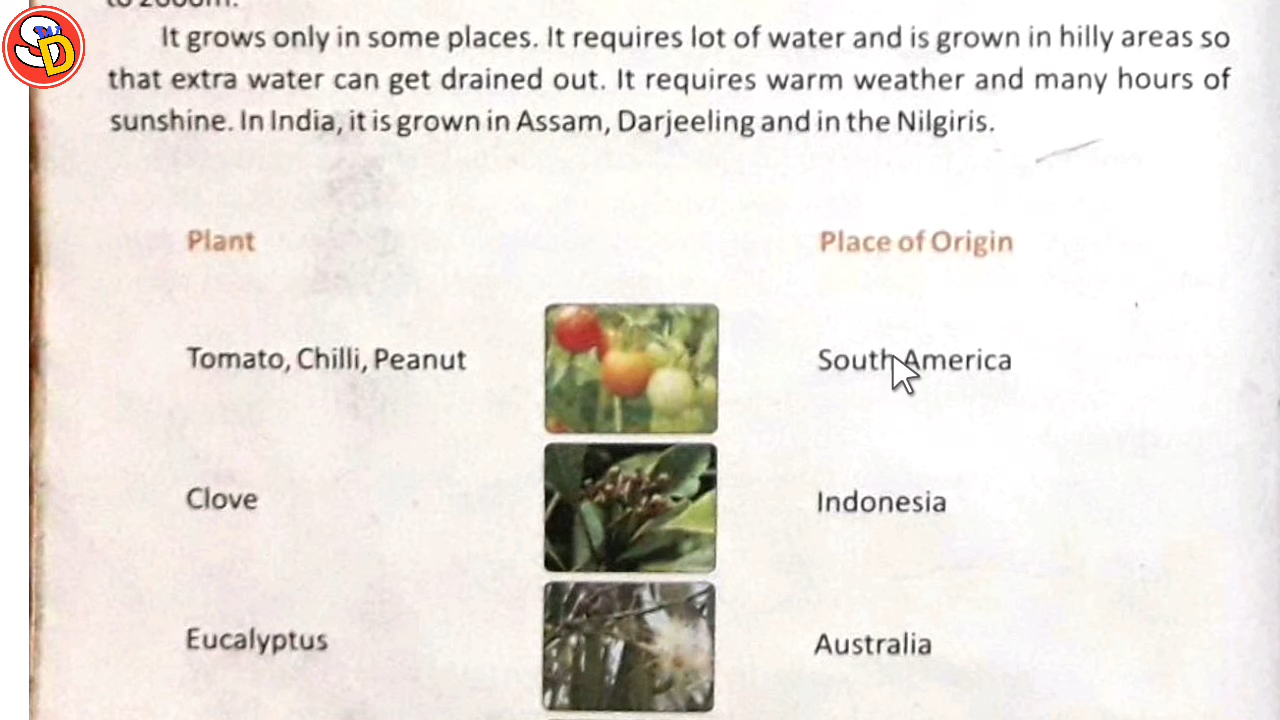 to 2000m.
It grows only in some places. It requires lot of water and is grown in hilly areas so
that extra water can get drained out. It requires warm weather and many hours of
sunshine. In India, it is grown in Assam, Darjeeling and in the Nilgiris.
Plant Place of Origin
Tomato, Chilli, Peanut South America
Clove Indonesia
Eucalyptus Australia